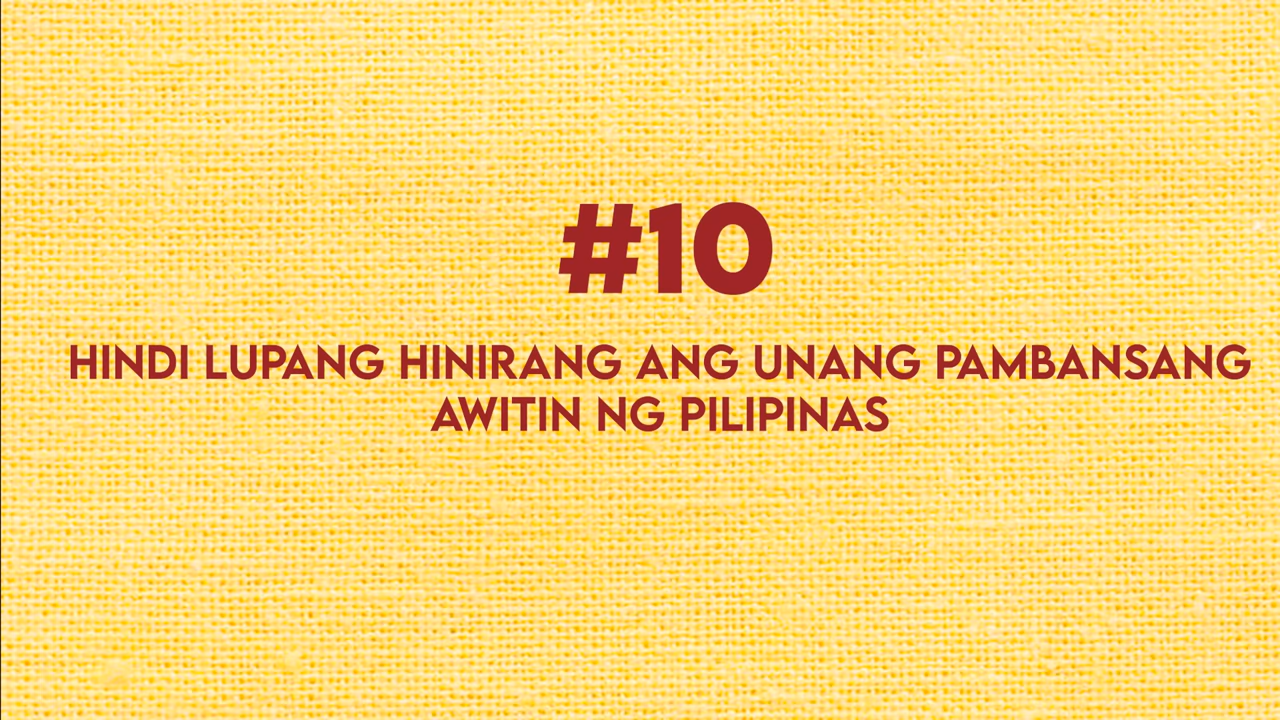 #10
HINDI LUPANG HINIRANG ANG UNANG PAMBANSANG
AWITIN NG PILIPINAS